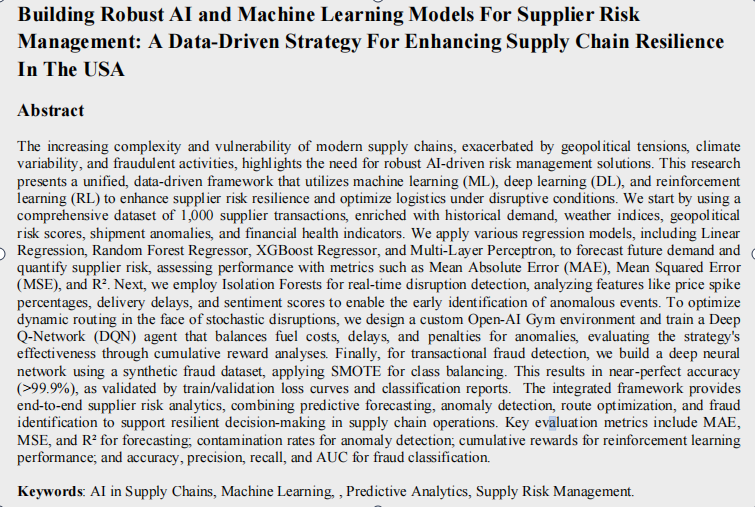 Building Robust AI and Machine Learning Models For Supplier Risk
Management: A Data-Driven Strategy For Enhancing Supply Chain Resilience
In The USA
Abstract
The increasing complexity and vulnerability of modern supply chains, exacerbated by geopolitical tensions, climate
variability, and fraudulent activities, highlights the need for robust AI-driven risk management solutions. This research
presents a unified, data-driven framework that utilizes machine learning (ML), deep learning (DL), and reinforcement
learning (RL) to enhance supplier risk resilience and optimize logistics under disruptive conditions. We start by using a
comprehensive dataset of 1,000 supplier transactions, enriched with historical demand, weather indices, geopolitical
risk scores, shipment anomalies, and financial health indicators. We apply various regression models, including Linear
Regression, Random Forest Regressor, XGBoost Regressor, and Multi-Layer Perceptron, to forecast future demand and
quantify supplier risk, assessing performance with metrics such as Mean Absolute Error (MAE), Mean Squared Error
(MSE), and R². Next, we employ Isolation Forests for real-time disruption detection, analyzing features like price spike
percentages, delivery delays, and sentiment scores to enable the early identification of anomalous events. To optimize
dynamic routing in the face of stochastic disruptions, we design a custom Open-AI Gym environment and train a Deep
Q-Network (DQN) agent that balances fuel costs, delays, and penalties for anomalies, evaluating the strategy's
effectiveness through cumulative reward analyses. Finally, for transactional fraud detection, we build a deep neural
network using a synthetic fraud dataset, applying SMOTE for class balancing. This results in near-perfect accuracy
(>99.9%), as validated by train/validation loss curves and classification reports. The integrated framework provides
end-to-end supplier risk analytics, combining predictive forecasting, anomaly detection, route optimization, and fraud
identification to support resilient decision-making in supply chain operations. Key evaluation metrics include MAE,
MSE, and R² for forecasting; contamination rates for anomaly detection; cumulative rewards for reinforcement learning
performance; and accuracy, precision, recall, and AUC for fraud classification.
Keywords: AI in Supply Chains, Machine Learning, , Predictive Analytics, Supply Risk Management.